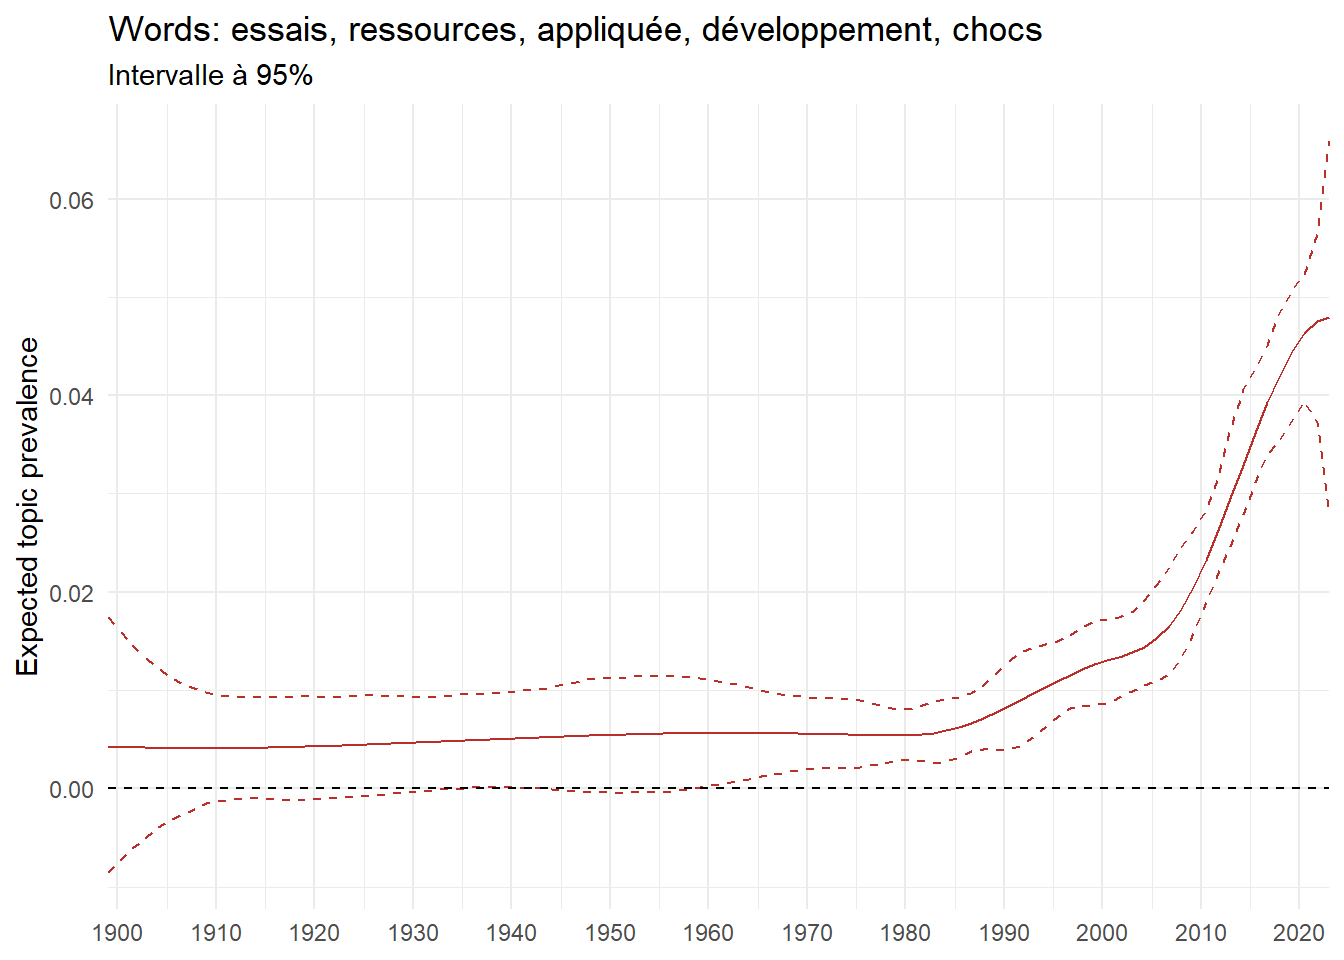 Words: essais, ressources, appliquée, développement, chocs
Intervalle à 95%
Expected topic prevalence
0.06
0.04
0.02
0.00
1900 1910 1920 1930 1940 1950 1960 1970 1980 1990 2000 2010 2020